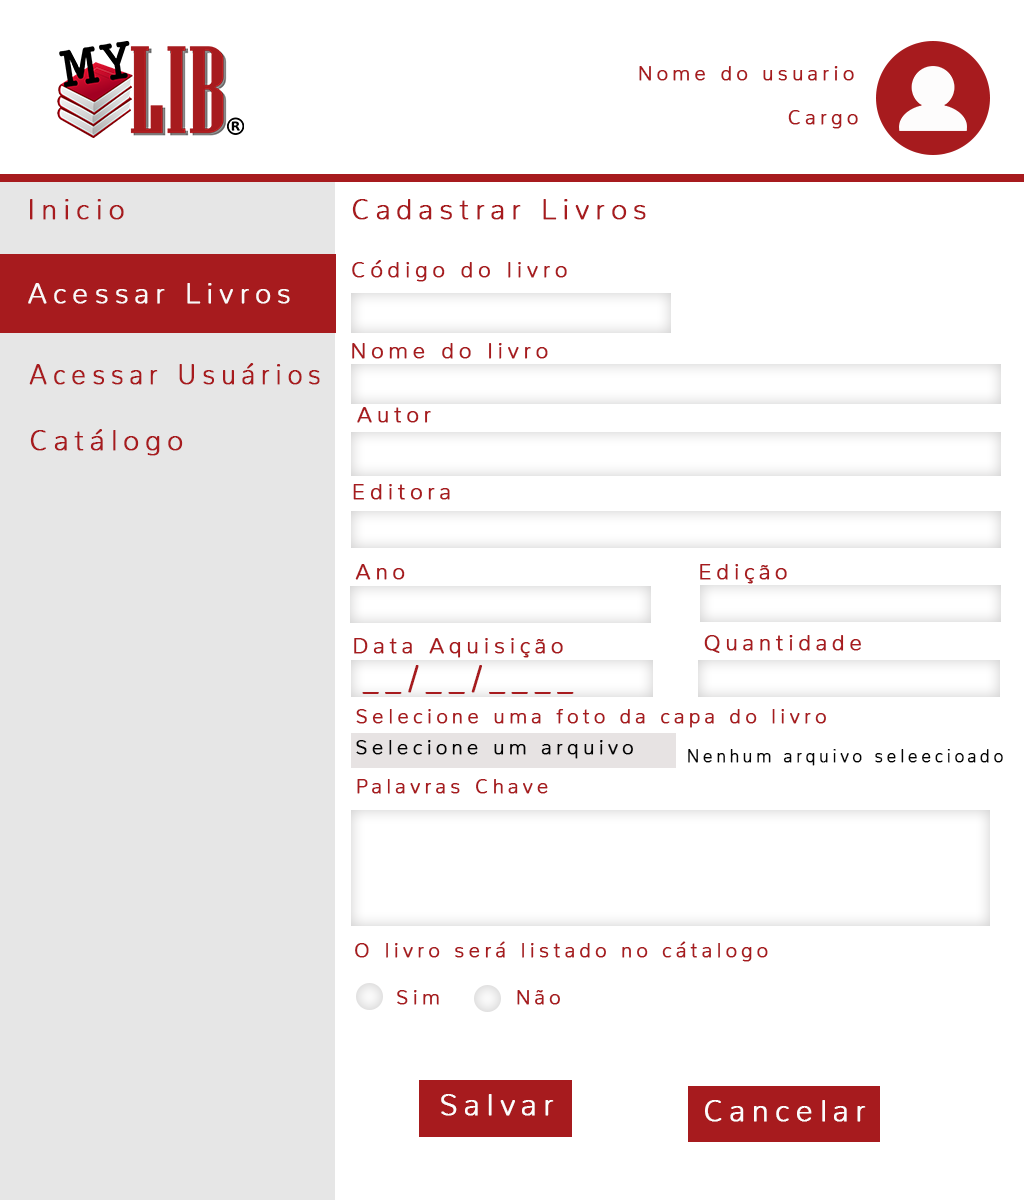 MY LIB®
Nome do usuario
Cargo
Inicio
Acessar Livros
Acessar Usuários
Catálogo
Cadastrar Livros
Código do livro
Nome do livro
Autor
Editora
Ano
Edição
Data Aquisição
Quantidade
__/__/____
Selecione uma foto da capa do livro
Selecione um arquivo
Nenhum arquivo seleecioado
Palavras Chave
O livro será listado no cátalogo
Sim
Não
Salvar
Cancelar